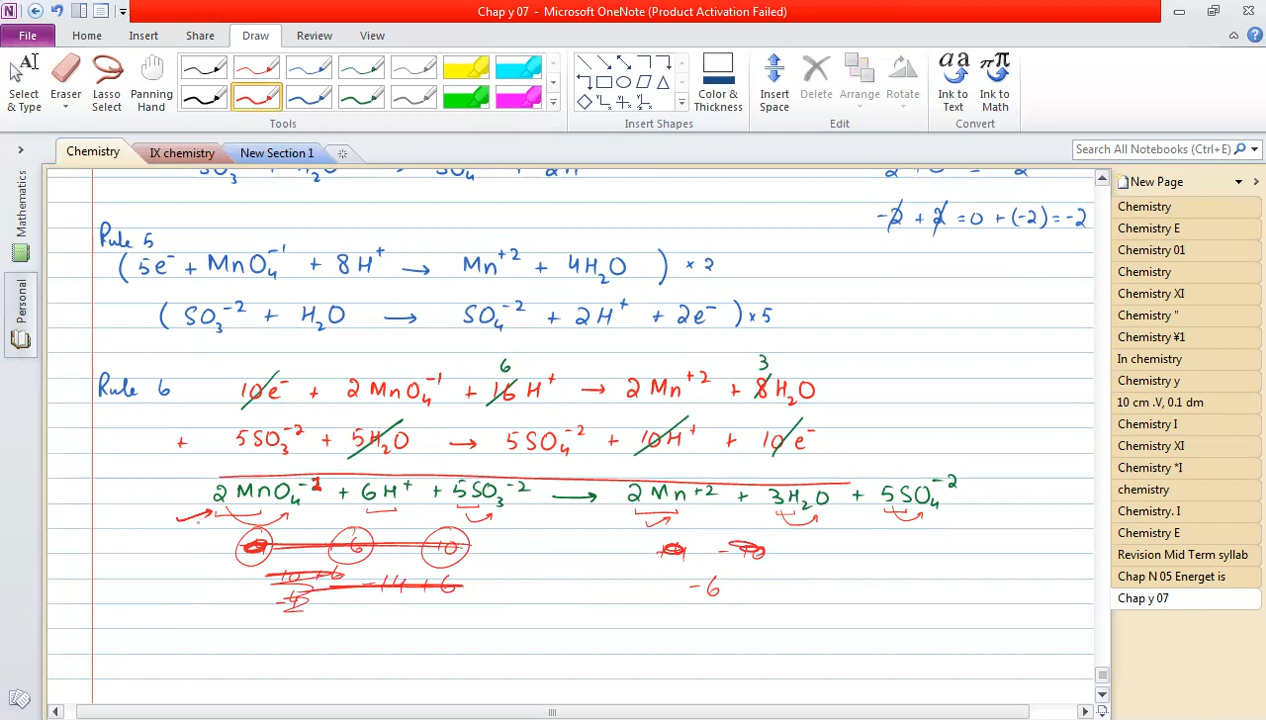 Chap y 07 - Microsoft OneNote (Product Activation Failed)
File Home Insert Share Draw Review View
Select & Type
Eraser
Lasso Select
Panning Hand
Color & Thickness
Insert Space
Delete
Arrange
Rotate
Ink to Text
Ink to Math
Tools
Insert Shapes
Edit
Convert
Chemistry IX chemistry New Section 1
Search All Notebooks (Ctrl+E)
Mathematics
Personal
-2 + 2 = 0 + (-2) = -2
Rule 5
( 5e⁻ + MnO₄⁻¹ + 8H⁺ → Mn⁺² + 4H₂O ) × 2
( SO₃⁻² + H₂O → SO₄⁻² + 2H⁺ + 2e⁻ ) × 5
6 3
Rule 6 10e⁻ + 2MnO₄⁻¹ + 16H⁺ → 2Mn⁺² + 8H₂O
+ 5SO₃⁻² + 5H₂O → 5SO₄⁻² + 10H⁺ + 10e⁻
2MnO₄⁻¹ + 6H⁺ + 5SO₃⁻² → 2Mn+2 + 3H₂O + 5SO₄⁻²
-6
New Page
Chemistry
Chemistry E
Chemistry 01
Chemistry
Chemistry XI
Chemistry "
Chemistry ¥1
In chemistry
Chemistry y
10 cm .V, 0.1 dm
Chemistry I
Chemistry XI
Chemistry *I
chemistry
Chemistry. I
Chemistry E
Revision Mid Term syllab
Chap N 05 Energet is
Chap y 07